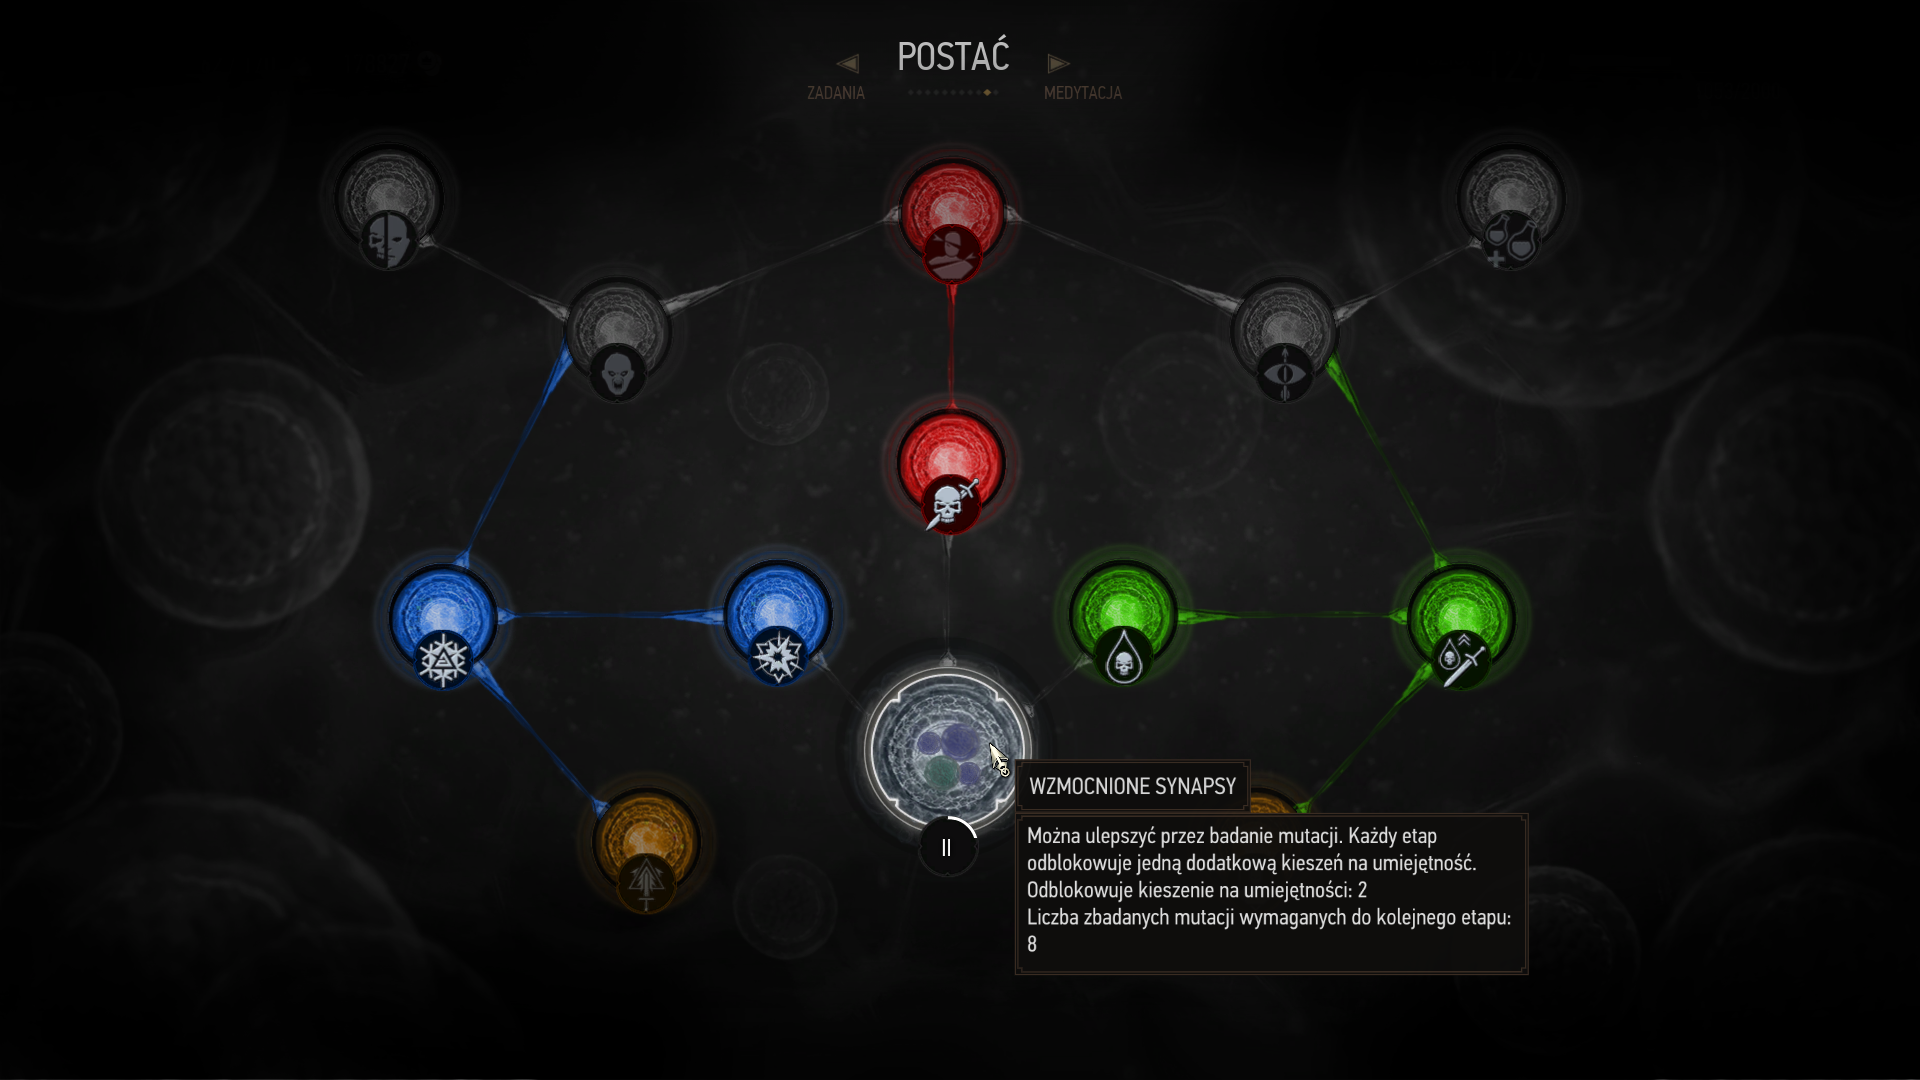 POSTAĆ
ZADANIA
MEDYTACJA
WZMOCNIONE SYNAPSY
Można ulepszyć przez badanie mutacji. Każdy etap
odblokowuje jedną dodatkową kieszeń na umiejętność.
Odblokowuje kieszenie na umiejętności: 2
Liczba zbadanych mutacji wymaganych do kolejnego etapu:
8
II